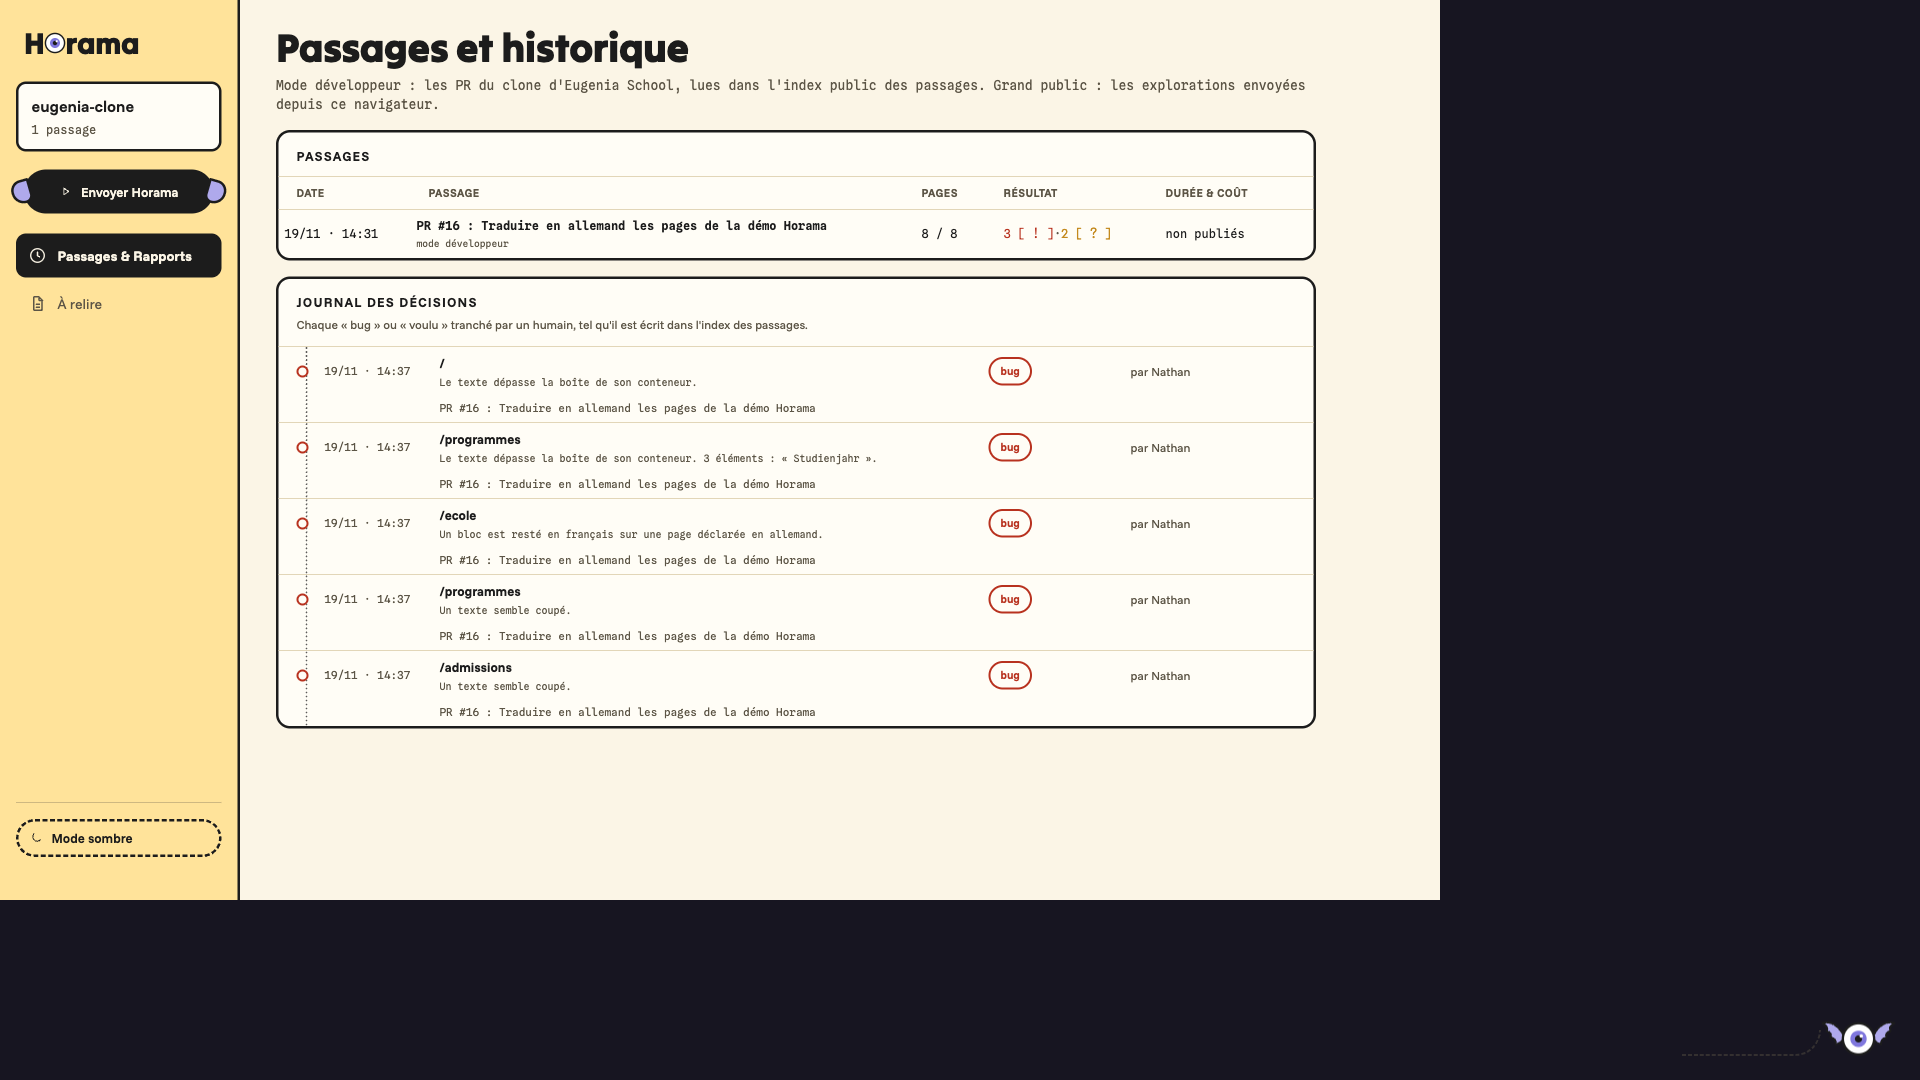 Horama
eugenia-clone
1 passage
Envoyer Horama
Passages & Rapports
À relire
Mode sombre
Passages et historique
Mode développeur : les PR du clone d'Eugenia School, lues dans l'index public des passages. Grand public : les explorations envoyées
depuis ce navigateur.
PASSAGES
DATE PASSAGE PAGES RÉSULTAT DURÉE & COÛT
19/11 · 14:31 PR #16 : Traduire en allemand les pages de la démo Horama 8 / 8 3 [ ! ]·2 [ ? ] non publiés
mode développeur
JOURNAL DES DÉCISIONS
Chaque « bug » ou « voulu » tranché par un humain, tel qu'il est écrit dans l'index des passages.
19/11 · 14:37 / bug par Nathan
Le texte dépasse la boîte de son conteneur.
PR #16 : Traduire en allemand les pages de la démo Horama
19/11 · 14:37 /programmes bug par Nathan
Le texte dépasse la boîte de son conteneur. 3 éléments : « Studienjahr ».
PR #16 : Traduire en allemand les pages de la démo Horama
19/11 · 14:37 /ecole bug par Nathan
Un bloc est resté en français sur une page déclarée en allemand.
PR #16 : Traduire en allemand les pages de la démo Horama
19/11 · 14:37 /programmes bug par Nathan
Un texte semble coupé.
PR #16 : Traduire en allemand les pages de la démo Horama
19/11 · 14:37 /admissions bug par Nathan
Un texte semble coupé.
PR #16 : Traduire en allemand les pages de la démo Horama